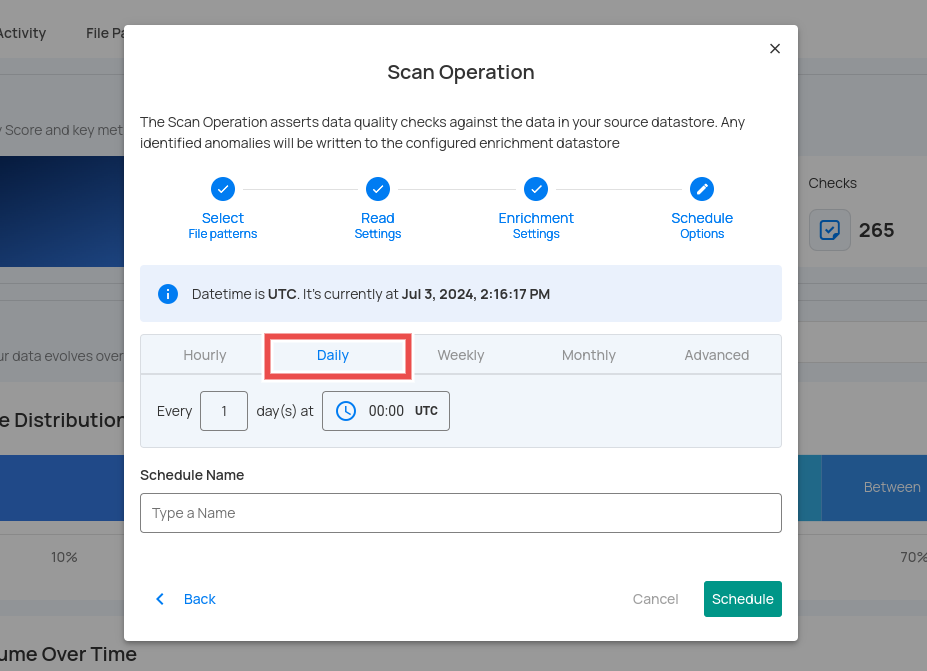 Activity
File Pa
Scan Operation
The Scan Operation asserts data quality checks against the data in your source datastore. Any
identified anomalies will be written to the configured enrichment datastore
y Score and key met
Checks
265
Select
File patterns
Read
Settings
Enrichment
Settings
Schedule
Options
Datetime is UTC. It's currently at Jul 3, 2024, 2:16:17 PM
ur data evolves over
Hourly
Daily
Weekly
Monthly
Advanced
Every 1 day(s) at 00:00 UTC
e Distribution
Schedule Name
Type a Name
Between
10%
70%
Back
Cancel
Schedule
ume Over Time